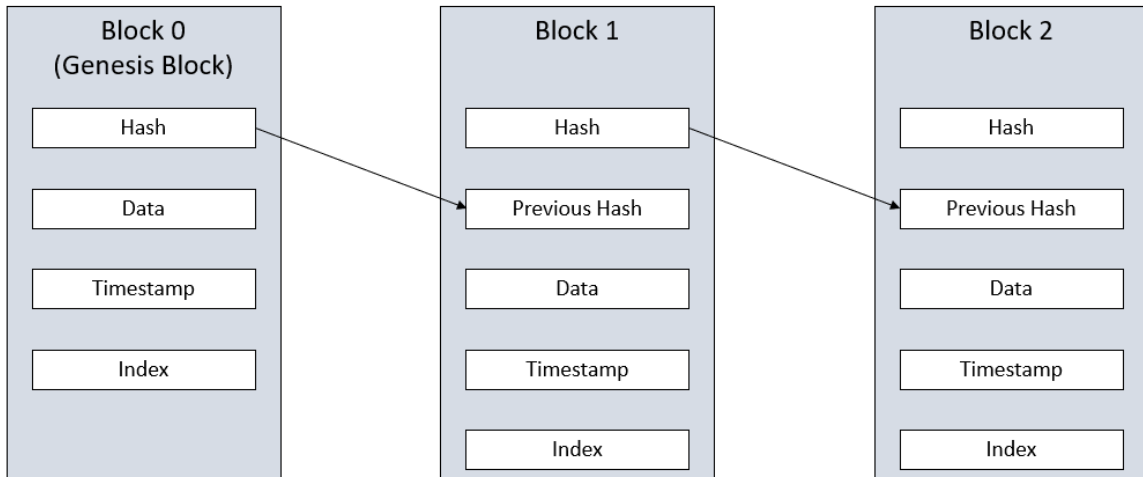 Block 0
(Genesis Block)
Hash
Data
Timestamp
Index
Block 1
Hash
Previous Hash
Data
Timestamp
Index
Block 2
Hash
Previous Hash
Data
Timestamp
Index